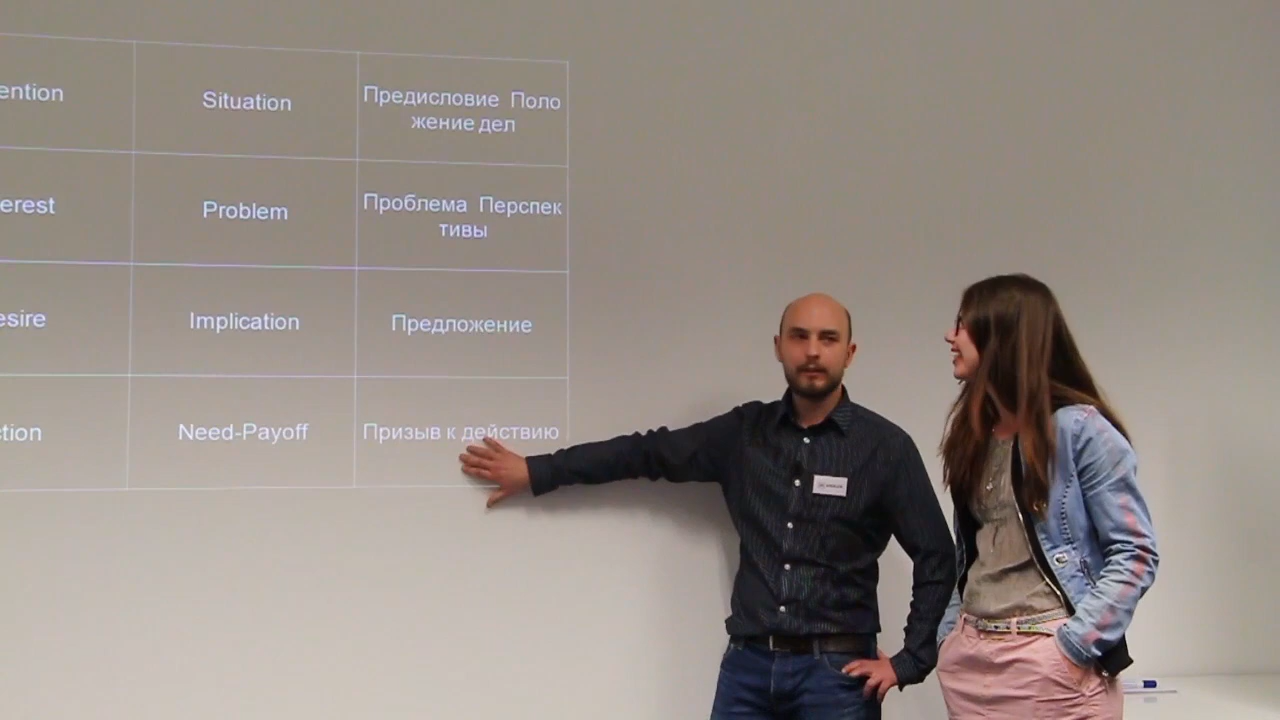 ention Situation Предисловие Поло
жение дел
erest Problem Проблема Перспек
тивы
esire Implication Предложение
ction Need-Payoff Призыв к действию